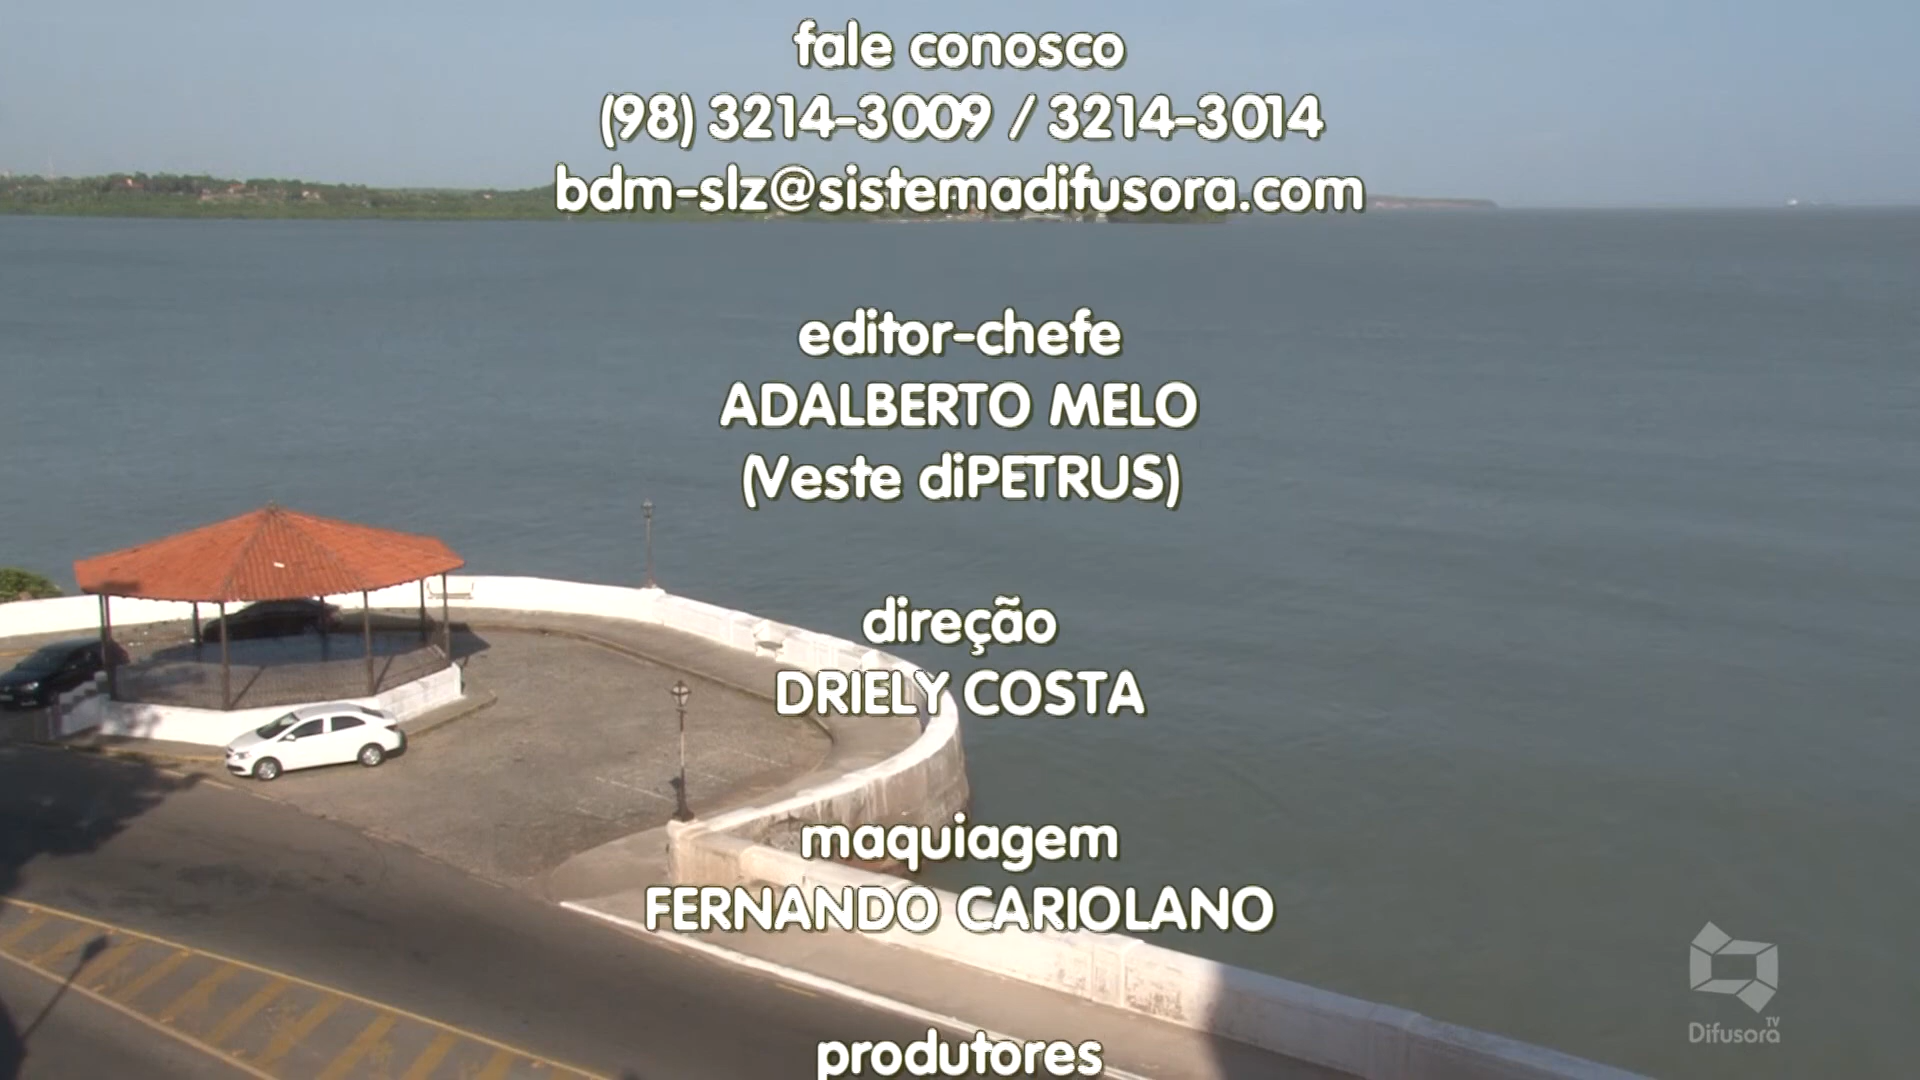 fale conosco
(98) 3214-3009 / 3214-3014
bdm-slz@sistemadifusora.com
editor-chefe
ADALBERTO MELO
(Veste diPETRUS)
direção
DRIELY COSTA
maquiagem
FERNANDO CARIOLANO
produtores
TV
Difusora